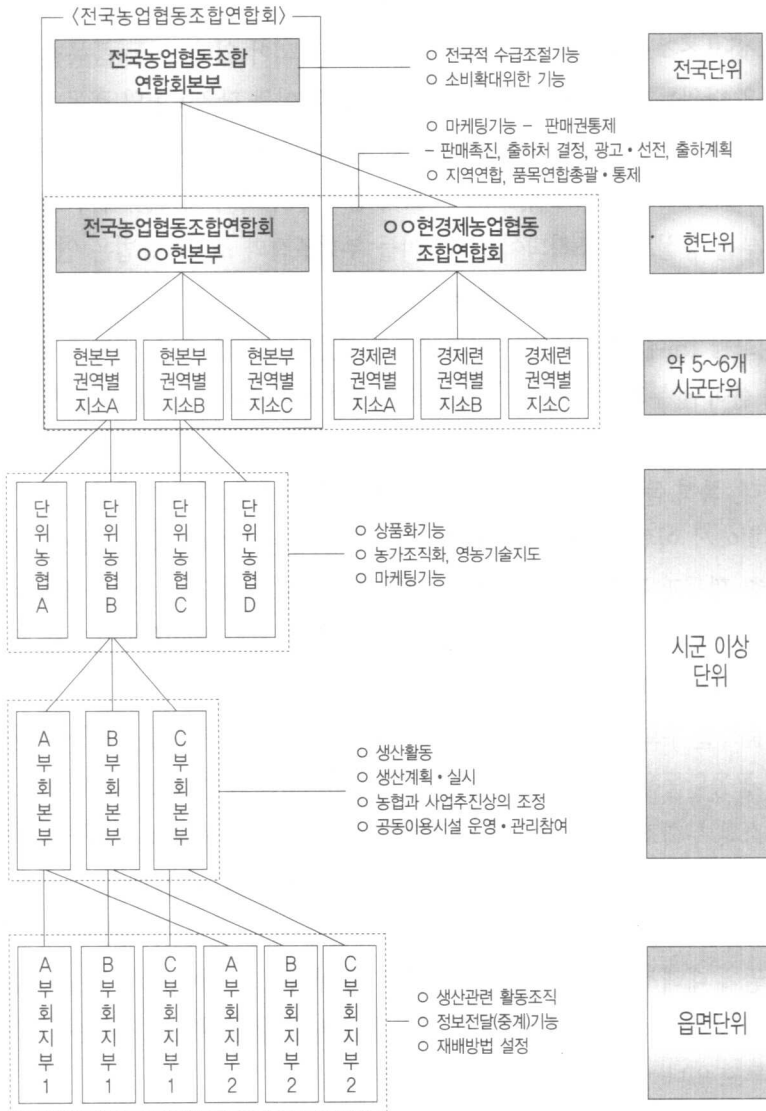 〈전국농업협동조합연합회〉
전국농업협동조합
연합회본부
○ 전국적 수급조절기능
○ 소비확대위한 기능
전국단위
○ 마케팅기능 - 판매권통제
- 판매촉진, 출하처 결정, 광고·선전, 출하계획
○ 지역연합, 품목연합총괄·통제
전국농업협동조합연합회
○○현본부
○○현경제농업협동
조합연합회
현단위
현본부
권역별
지소A
현본부
권역별
지소B
현본부
권역별
지소C
경제련
권역별
지소A
경제련
권역별
지소B
경제련
권역별
지소C
약 5~6개
시군단위
단위농협A
단위농협B
단위농협C
단위농협D
○ 상품화기능
○ 농가조직화, 영농기술지도
○ 마케팅기능
시군 이상
단위
A부회본부
B부회본부
C부회본부
○ 생산활동
○ 생산계획·실시
○ 농협과 사업추진상의 조정
○ 공동이용시설 운영·관리참여
A부회지부1
B부회지부1
C부회지부1
A부회지부2
B부회지부2
C부회지부2
○ 생산관련 활동조직
○ 정보전달(중계)기능
○ 재배방법 설정
읍면단위